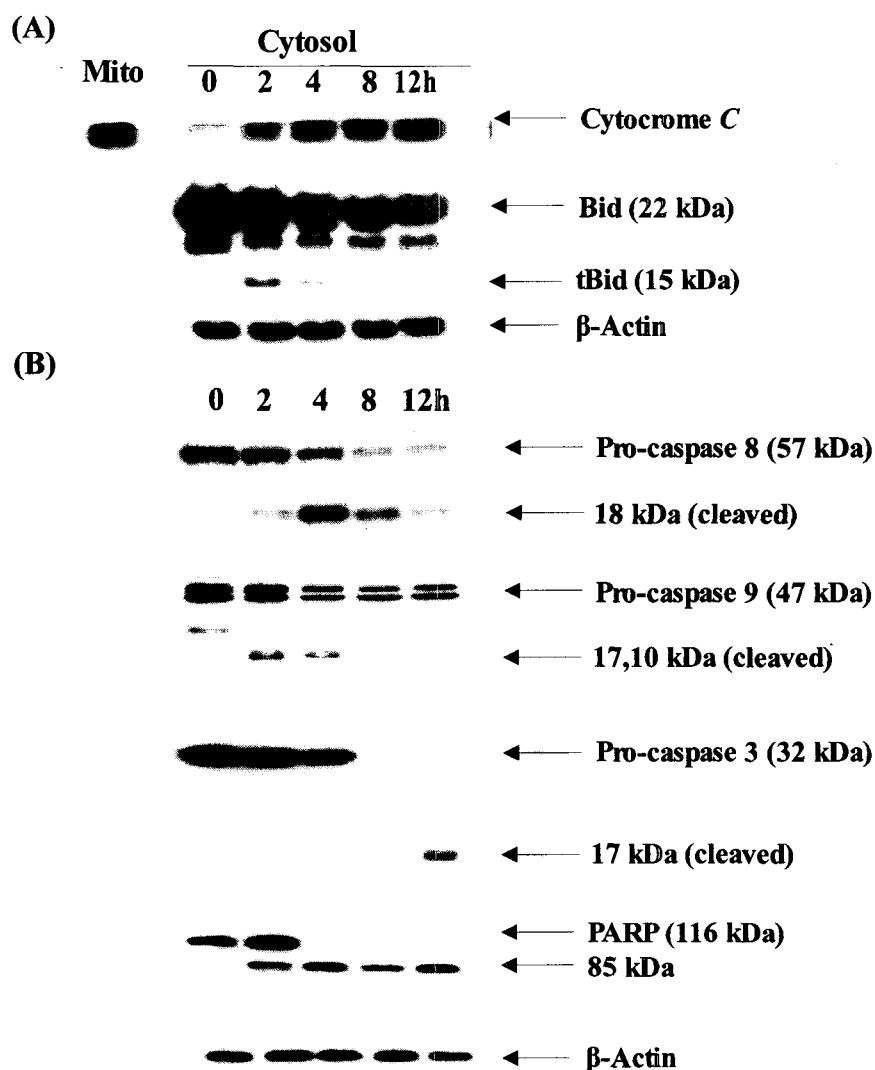 (A)
Cytosol
Mito
0 2 4 8 12h
Cytocrome C
Bid (22 kDa)
tBid (15 kDa)
β-Actin
(B)
0 2 4 8 12h
Pro-caspase 8 (57 kDa)
18 kDa (cleaved)
Pro-caspase 9 (47 kDa)
17,10 kDa (cleaved)
Pro-caspase 3 (32 kDa)
17 kDa (cleaved)
PARP (116 kDa)
85 kDa
β-Actin